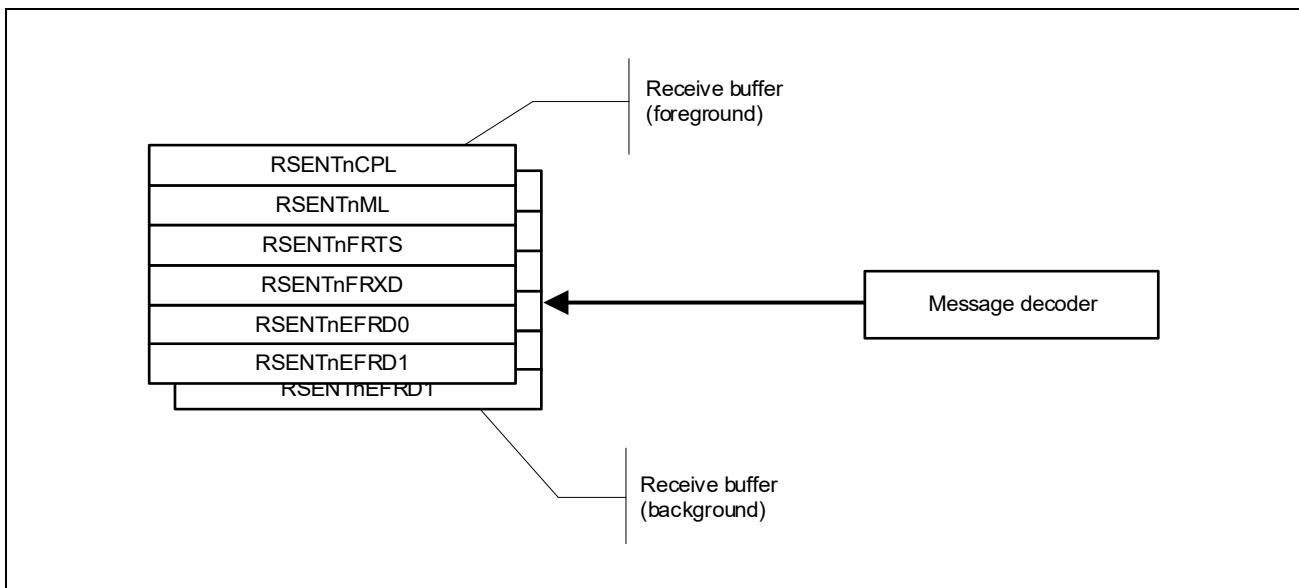 Receive buffer
(foreground)
RSENTnCPL
RSENTnML
RSENTnFRTS
RSENTnFRXD
RSENTnEFRD0
RSENTnEFRD1
RSENTnEFRD1
Message decoder
Receive buffer
(background)